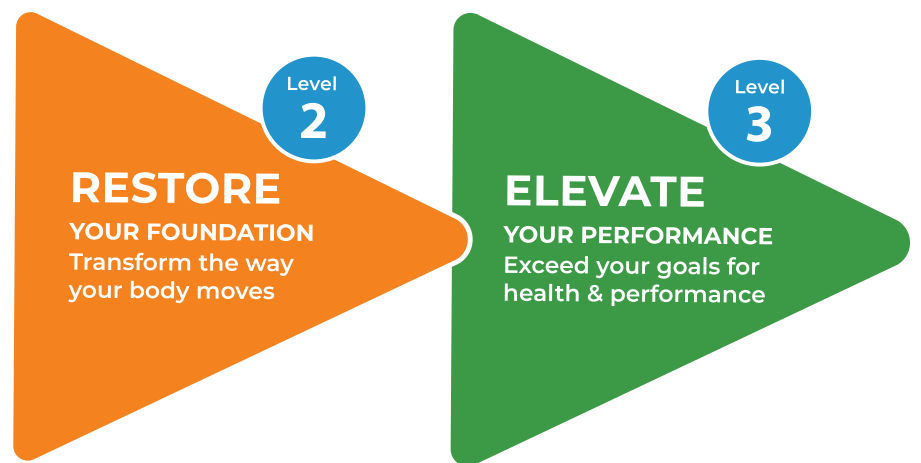 Level
2
RESTORE
YOUR FOUNDATION
Transform the way
your body moves
Level
3
ELEVATE
YOUR PERFORMANCE
Exceed your goals for
health & performance